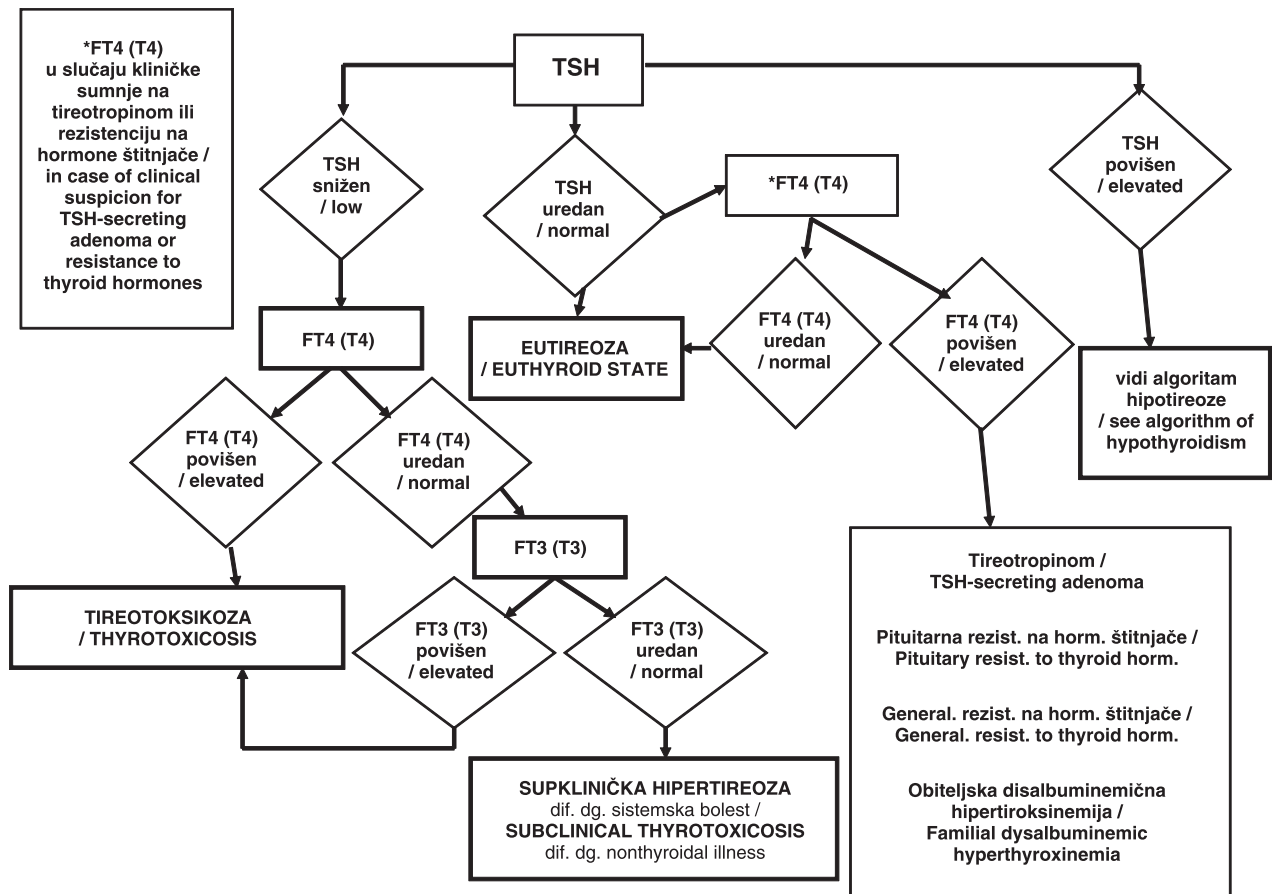 *FT4 (T4)
u slučaju kliničke
sumnje na
tireotropinom ili
rezistenciju na
hormone štitnjače /
in case of clinical
suspicion for
TSH-secreting
adenoma or
resistance to
thyroid hormones
TSH
TSH
snižen
/ low
TSH
uredan
/ normal
*FT4 (T4)
TSH
povišen
/ elevated
FT4 (T4)
EUTIREOZA
/ EUTHYROID STATE
FT4 (T4)
uredan
/ normal
FT4 (T4)
povišen
/ elevated
vidi algoritam
hipotireoze
/ see algorithm of
hypothyroidism
FT4 (T4)
povišen
/ elevated
FT4 (T4)
uredan
/ normal
FT3 (T3)
TIREOTOKSIKOZA
/ THYROTOXICOSIS
FT3 (T3)
povišen
/ elevated
FT3 (T3)
uredan
/ normal
SUPKLINIČKA HIPERTIREOZA
dif. dg. sistemska bolest /
SUBCLINICAL THYROTOXICOSIS
dif. dg. nonthyroidal illness
Tireotropinom /
TSH-secreting adenoma
Pituitarna rezist. na horm. štitnjače /
Pituitary resist. to thyroid horm.
General. rezist. na horm. štitnjače /
General. resist. to thyroid horm.
Obiteljska disalbuminemična
hipertiroksinemija /
Familial dysalbuminemic
hyperthyroxinemia